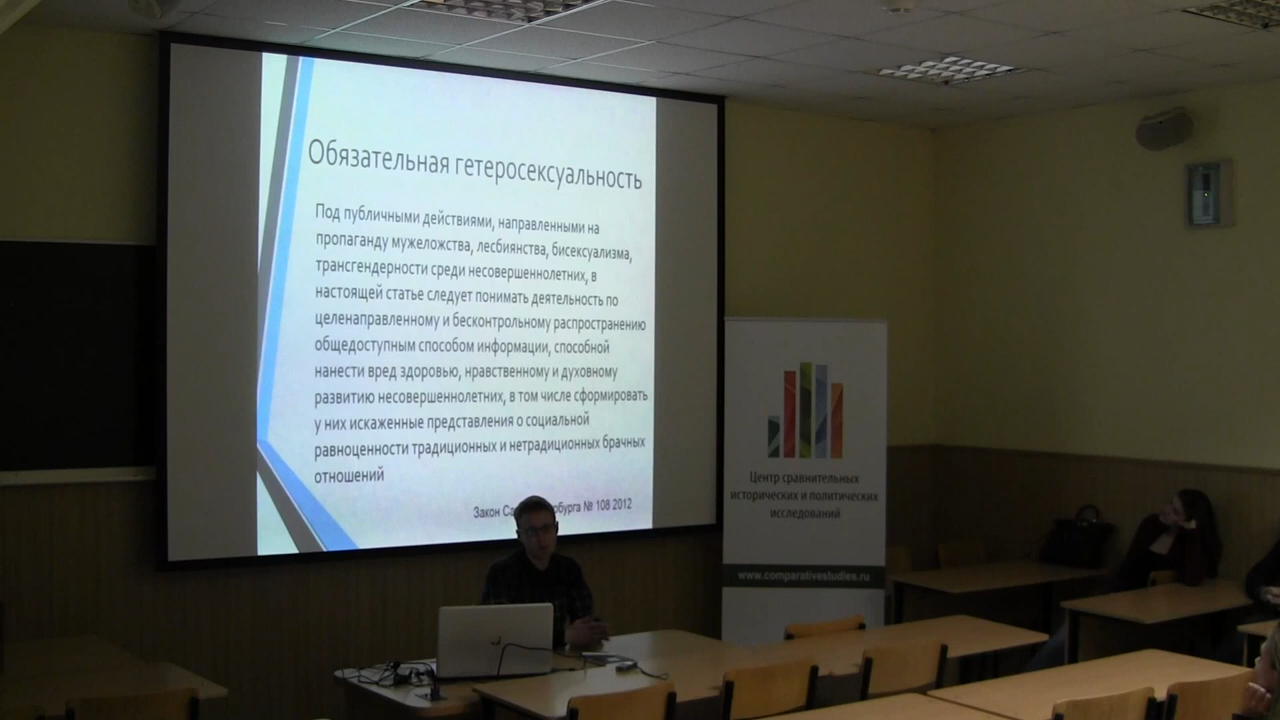 Обязательная гетеросексуальность
Под публичными действиями, направленными на
пропаганду мужеложства, лесбиянства, бисексуализма,
трансгендерности среди несовершеннолетних, в
настоящей статье следует понимать деятельность по
целенаправленному и бесконтрольному распространению
общедоступным способом информации, способной
нанести вред здоровью, нравственному и духовному
развитию несовершеннолетних, в том числе сформировать
у них искаженные представления о социальной
равноценности традиционных и нетрадиционных брачных
отношений
Закон № 108 2012
Центр сравнительных
исторических и политических
исследований
www.comparativestudies.ru